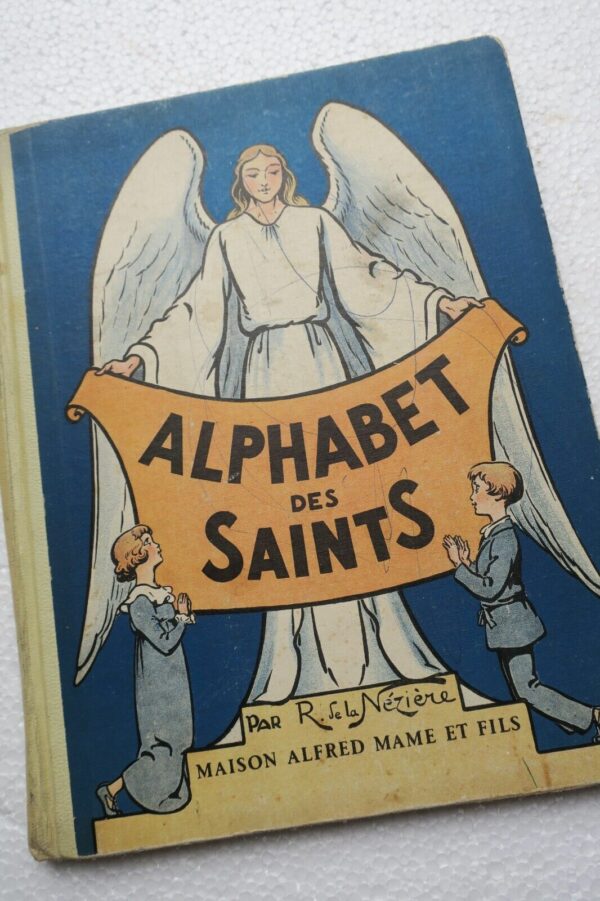 ALPHABET
DES
SAINTS
PAR R. de la Nézière
MAISON ALFRED MAME ET FILS